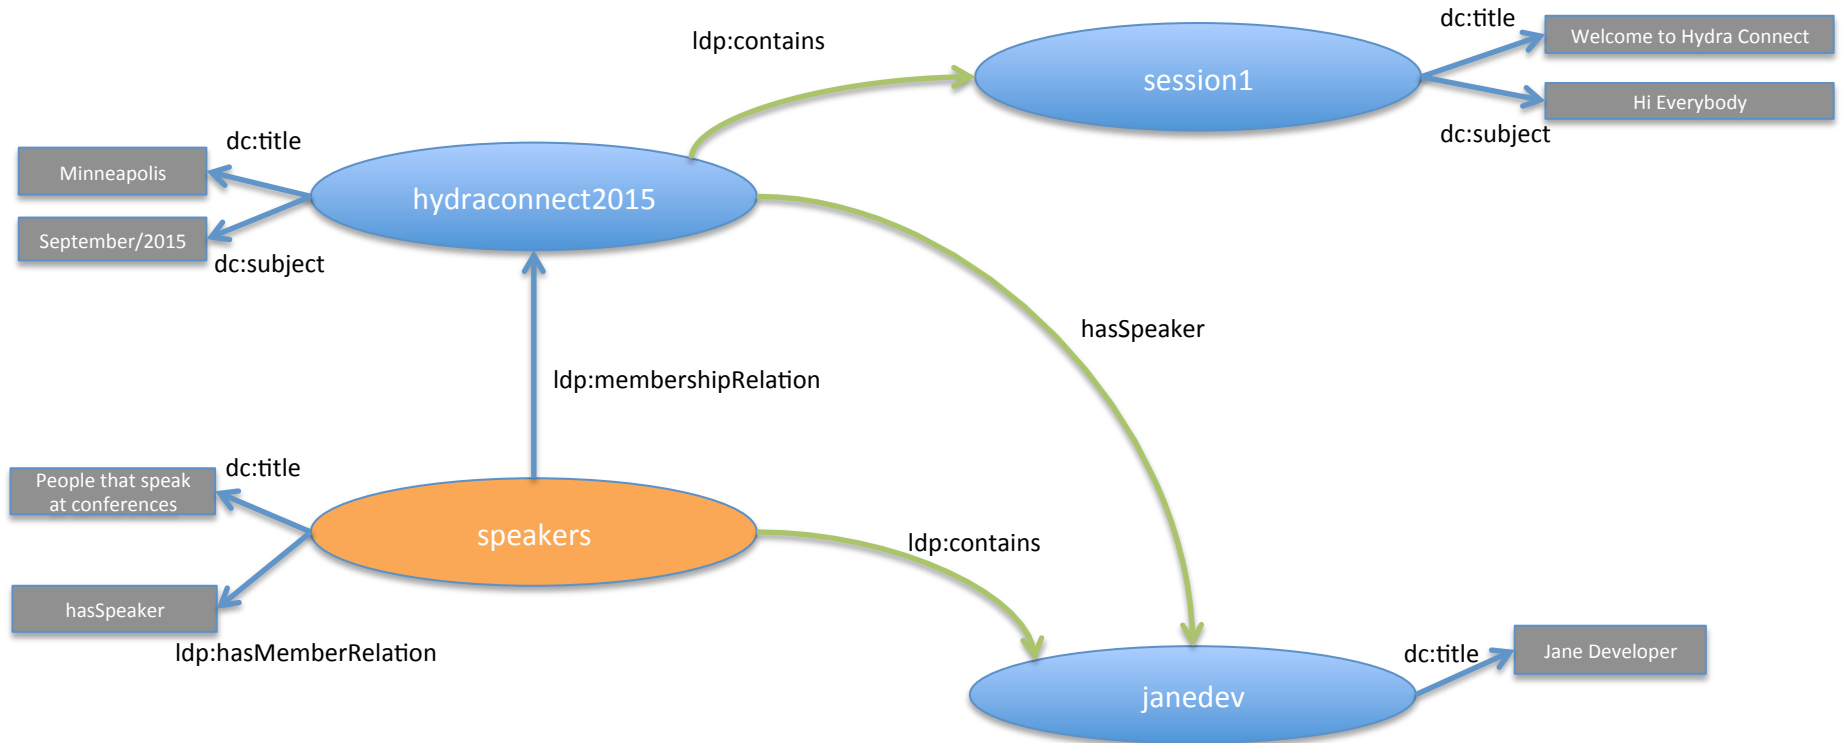 ldp:contains
dc:title
Welcome to Hydra Connect
session1
Hi Everybody
dc:subject
dc:title
Minneapolis
hydraconnect2015
September/2015
dc:subject
hasSpeaker
ldp:membershipRelation
dc:title
People that speak
at conferences
speakers
ldp:contains
hasSpeaker
ldp:hasMemberRelation
dc:title
Jane Developer
janedev